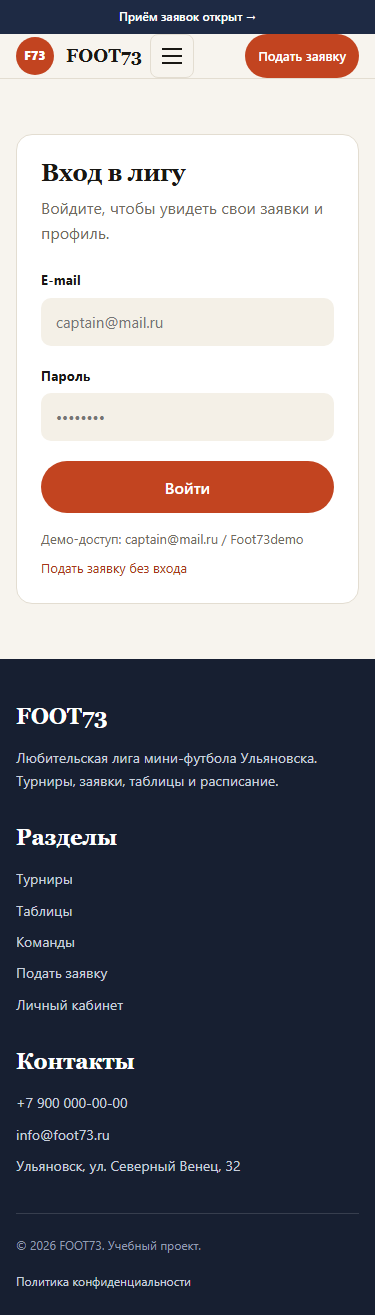 Приём заявок открыт →
F73 FOOT73 Подать заявку
Вход в лигу
Войдите, чтобы увидеть свои заявки и
профиль.
E-mail
captain@mail.ru
Пароль
••••••••
Войти
Демо-доступ: captain@mail.ru / Foot73demo
Подать заявку без входа
FOOT73
Любительская лига мини-футбола Ульяновска.
Турниры, заявки, таблицы и расписание.
Разделы
Турниры
Таблицы
Команды
Подать заявку
Личный кабинет
Контакты
+7 900 000-00-00
info@foot73.ru
Ульяновск, ул. Северный Венец, 32
© 2026 FOOT73. Учебный проект.
Политика конфиденциальности